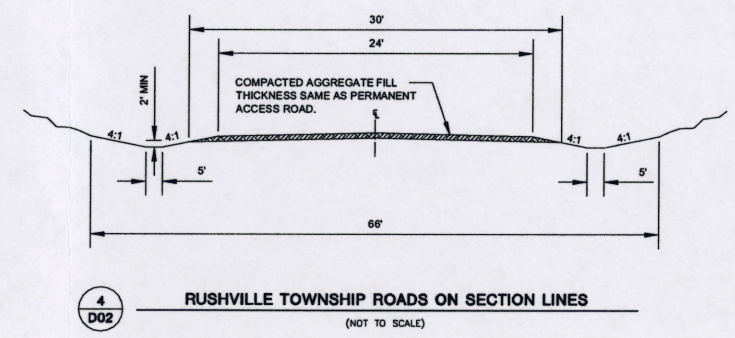 30'
24'
COMPACTED AGGREGATE FILL
THICKNESS SAME AS PERMANENT
ACCESS ROAD.
2' MIN
℄
4:1
4:1
4:1
4:1
5'
5'
66'
4
D02
RUSHVILLE TOWNSHIP ROADS ON SECTION LINES
(NOT TO SCALE)